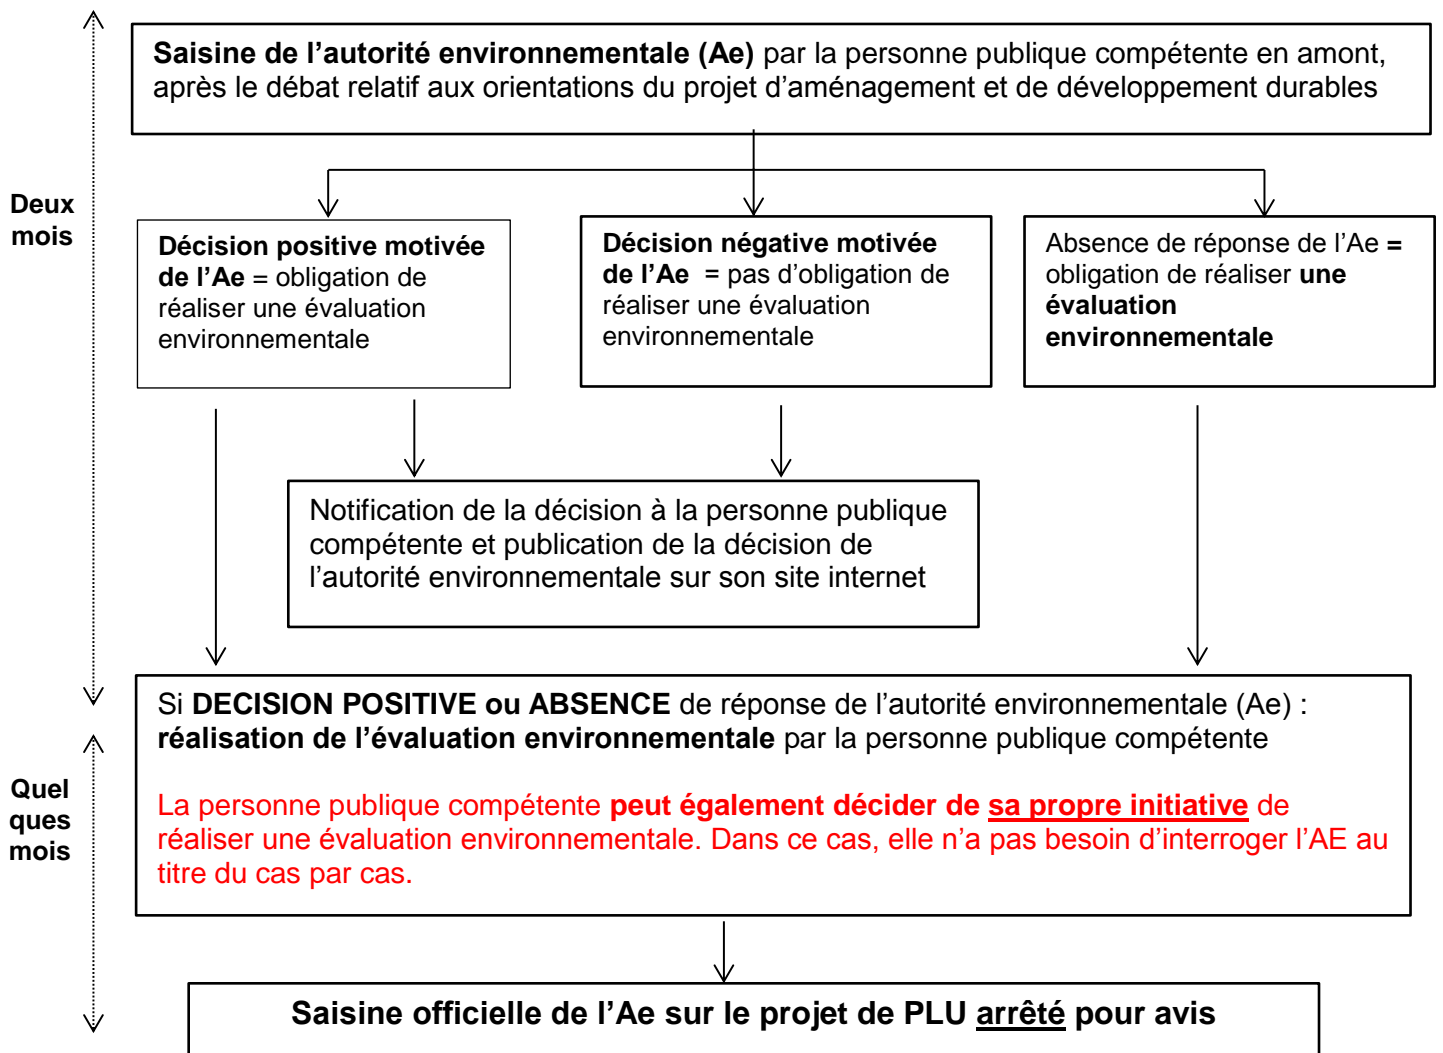 Saisine de l’autorité environnementale (Ae) par la personne publique compétente en amont,
après le débat relatif aux orientations du projet d’aménagement et de développement durables
Deux
mois
Décision positive motivée
de l’Ae = obligation de
réaliser une évaluation
environnementale
Décision négative motivée
de l’Ae = pas d’obligation de
réaliser une évaluation
environnementale
Absence de réponse de l’Ae =
obligation de réaliser une
évaluation
environnementale
Notification de la décision à la personne publique
compétente et publication de la décision de
l’autorité environnementale sur son site internet
Si DECISION POSITIVE ou ABSENCE de réponse de l’autorité environnementale (Ae) :
réalisation de l’évaluation environnementale par la personne publique compétente
Quel
ques
mois
La personne publique compétente peut également décider de sa propre initiative de
réaliser une évaluation environnementale. Dans ce cas, elle n’a pas besoin d’interroger l’AE au
titre du cas par cas.
Saisine officielle de l’Ae sur le projet de PLU arrêté pour avis